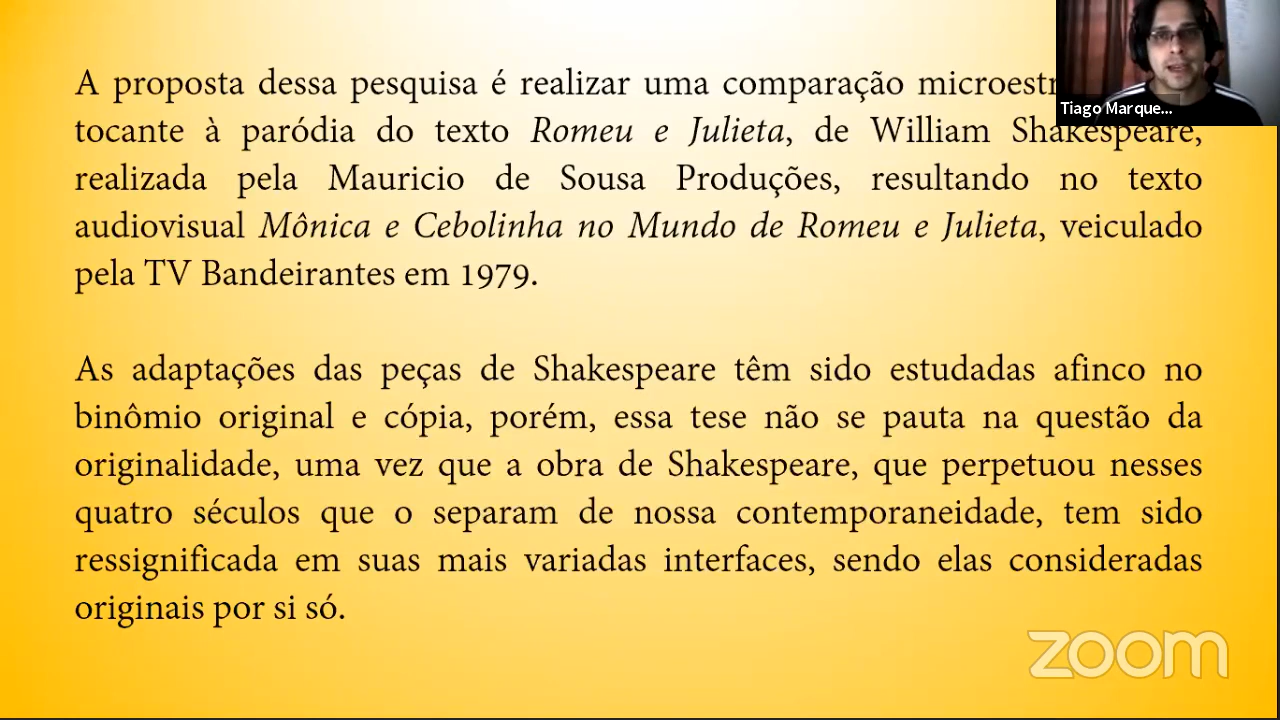 A proposta dessa pesquisa é realizar uma comparação
Tiago Marque...
tocante à paródia do texto Romeu e Julieta, de William Shakespeare,
realizada pela Mauricio de Sousa Produções, resultando no texto
audiovisual Mônica e Cebolinha no Mundo de Romeu e Julieta, veiculado
pela TV Bandeirantes em 1979.
As adaptações das peças de Shakespeare têm sido estudadas afinco no
binômio original e cópia, porém, essa tese não se pauta na questão da
originalidade, uma vez que a obra de Shakespeare, que perpetuou nesses
quatro séculos que o separam de nossa contemporaneidade, tem sido
ressignificada em suas mais variadas interfaces, sendo elas consideradas
originais por si só.
zoom